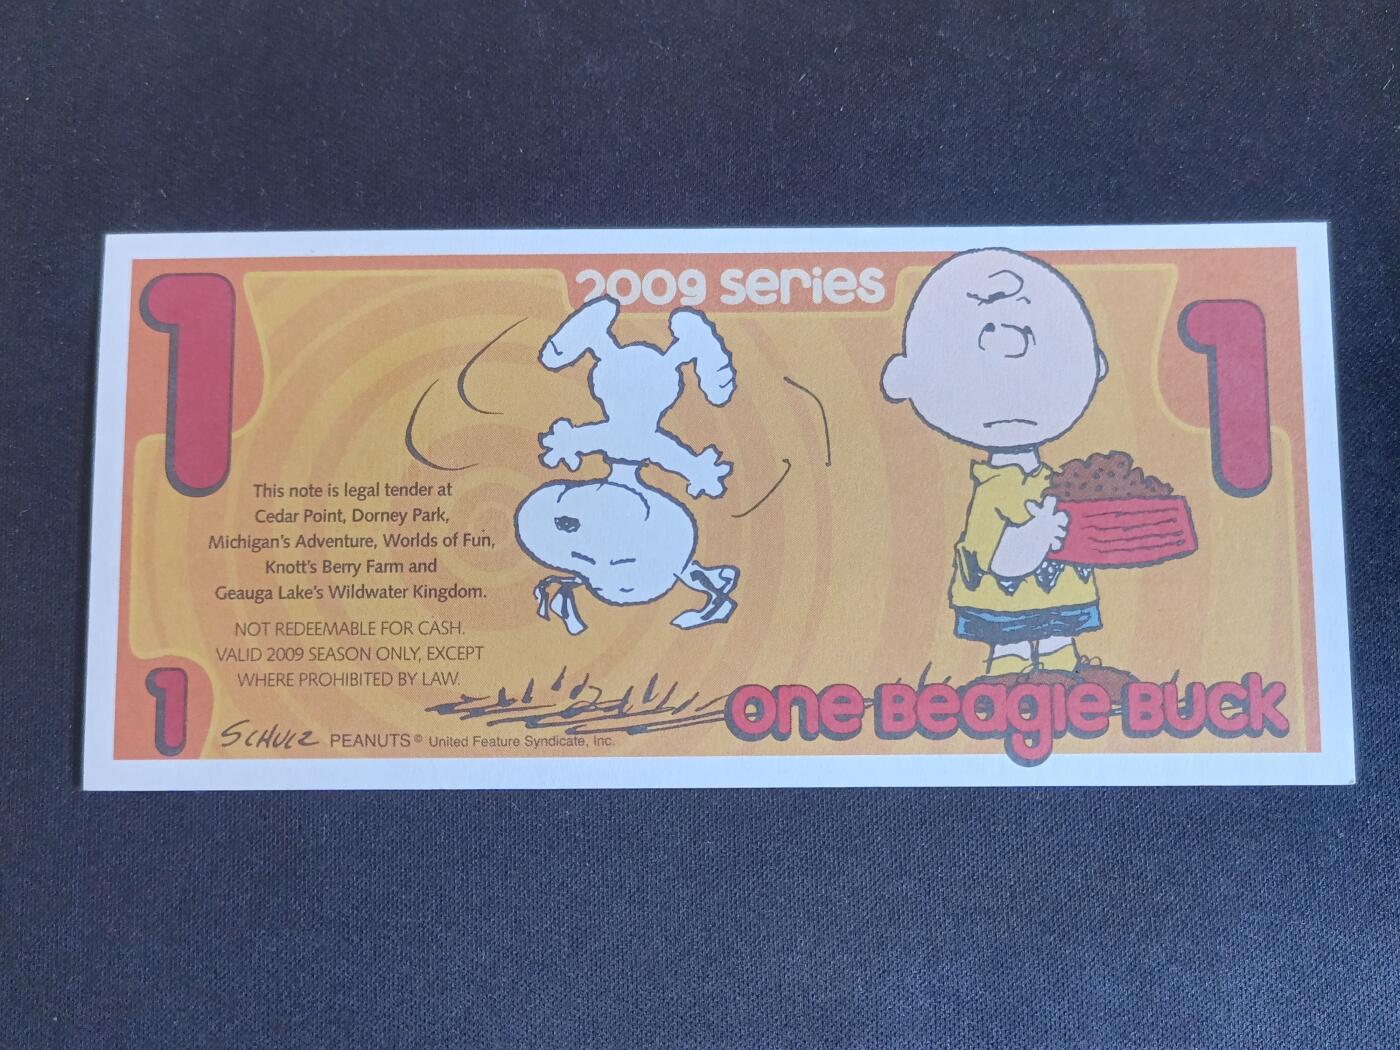 2009 series
1
1
This note is legal tender at
Cedar Point, Dorney Park,
Michigan's Adventure, Worlds of Fun,
Knott's Berry Farm and
Geauga Lake's Wildwater Kingdom.
NOT REDEEMABLE FOR CASH.
VALID 2009 SEASON ONLY, EXCEPT
WHERE PROHIBITED BY LAW.
1
SCHULZ PEANUTS © United Feature Syndicate, Inc.
one Beagle Buck